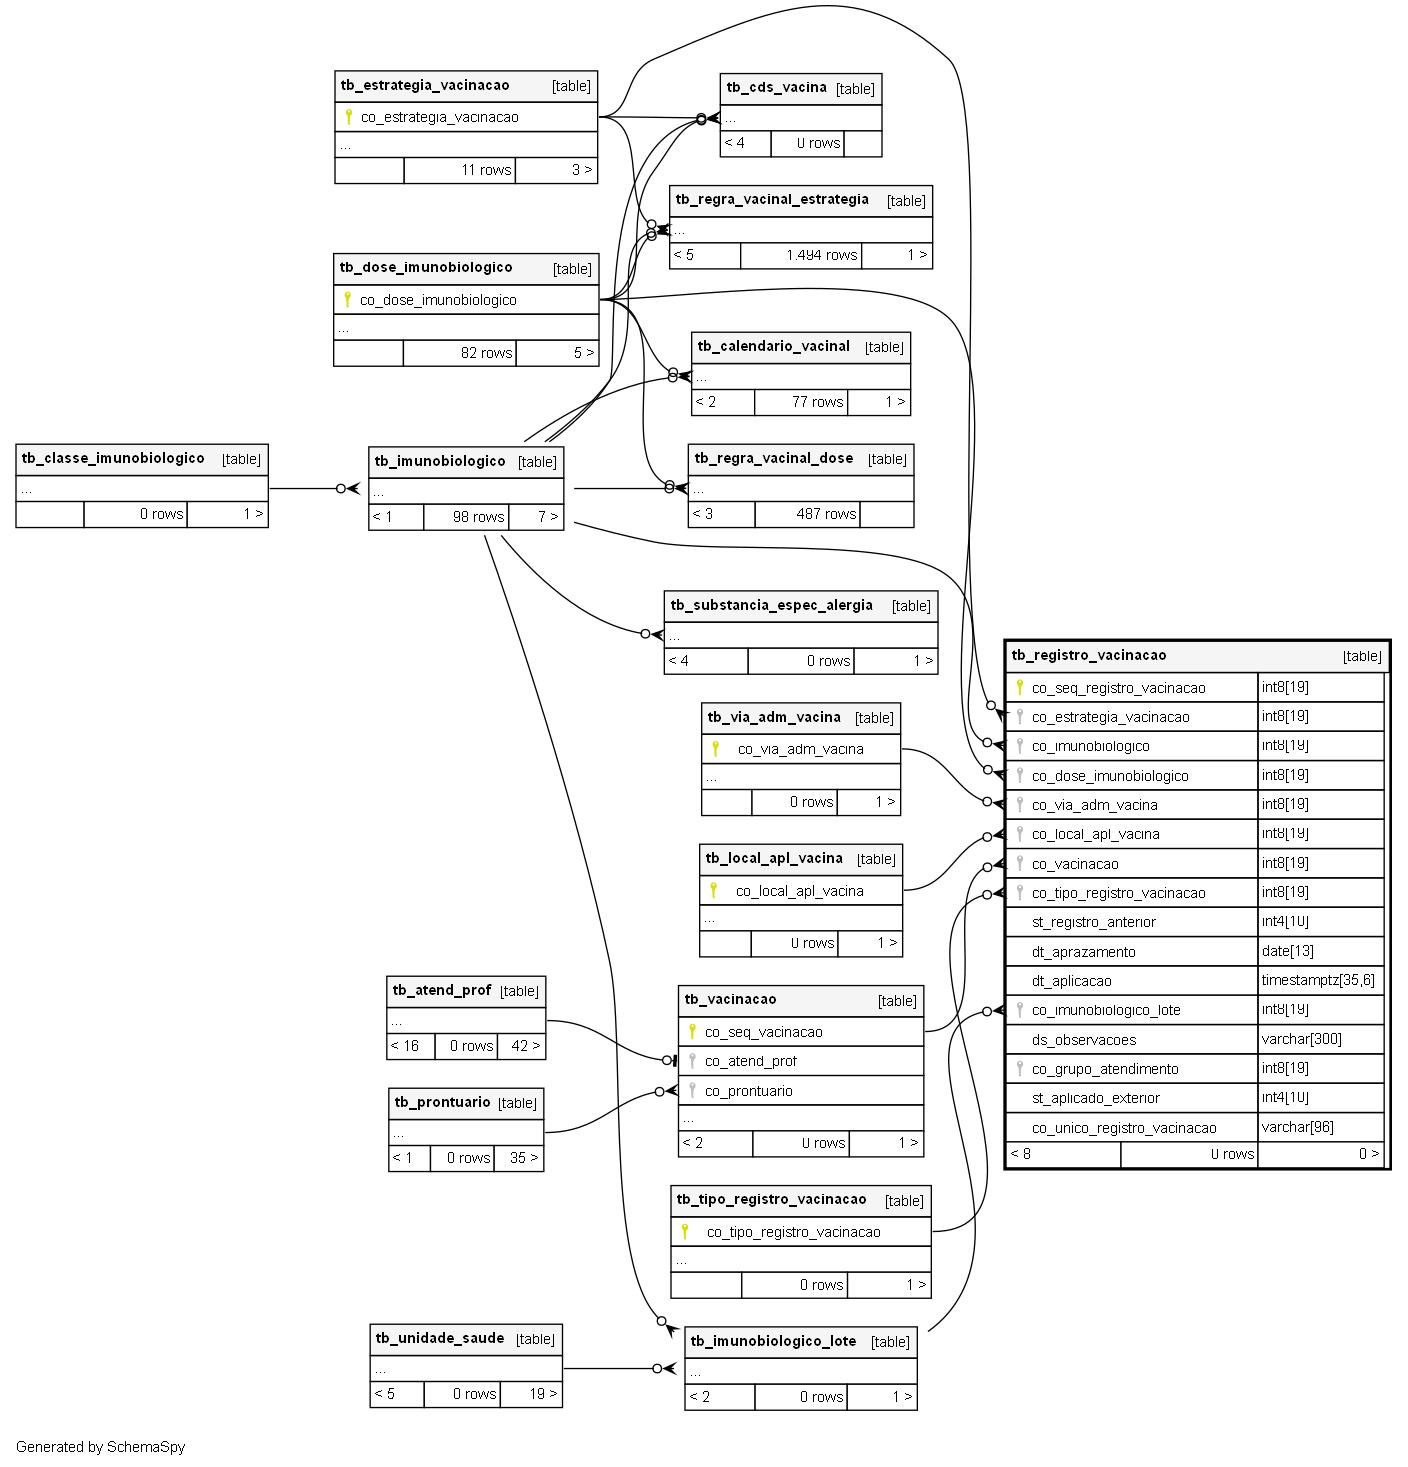 tb_estrategia_vacinacao [table]
co_estrategia_vacinacao
...
11 rows 3 >
tb_cds_vacina [table]
...
< 4 0 rows
tb_regra_vacinal_estrategia [table]
...
< 5 1.494 rows 1 >
tb_dose_imunobiologico [table]
co_dose_imunobiologico
...
82 rows 5 >
tb_calendario_vacinal [table]
...
< 2 77 rows 1 >
tb_classe_imunobiologico [table]
...
0 rows 1 >
tb_imunobiologico [table]
...
< 1 98 rows 7 >
tb_regra_vacinal_dose [table]
...
< 3 487 rows
tb_substancia_espec_alergia [table]
...
< 4 0 rows 1 >
tb_via_adm_vacina [table]
co_via_adm_vacina
...
0 rows 1 >
tb_local_apl_vacina [table]
co_local_apl_vacina
...
0 rows 1 >
tb_atend_prof [table]
...
< 16 0 rows 42 >
tb_prontuario [table]
...
< 1 0 rows 35 >
tb_vacinacao [table]
co_seq_vacinacao
co_atend_prof
co_prontuario
...
< 2 0 rows 1 >
tb_tipo_registro_vacinacao [table]
co_tipo_registro_vacinacao
...
0 rows 1 >
tb_unidade_saude [table]
...
< 5 0 rows 19 >
tb_imunobiologico_lote [table]
...
< 2 0 rows 1 >
tb_registro_vacinacao [table]
co_seq_registro_vacinacao int8[19]
co_estrategia_vacinacao int8[19]
co_imunobiologico int8[19]
co_dose_imunobiologico int8[19]
co_via_adm_vacina int8[19]
co_local_apl_vacina int8[19]
co_vacinacao int8[19]
co_tipo_registro_vacinacao int8[19]
st_registro_anterior int4[10]
dt_aprazamento date[13]
dt_aplicacao timestamptz[35,6]
co_imunobiologico_lote int8[19]
ds_observacoes varchar[300]
co_grupo_atendimento int8[19]
st_aplicado_exterior int4[10]
co_unico_registro_vacinacao varchar[96]
< 8 0 rows 0 >
Generated by SchemaSpy